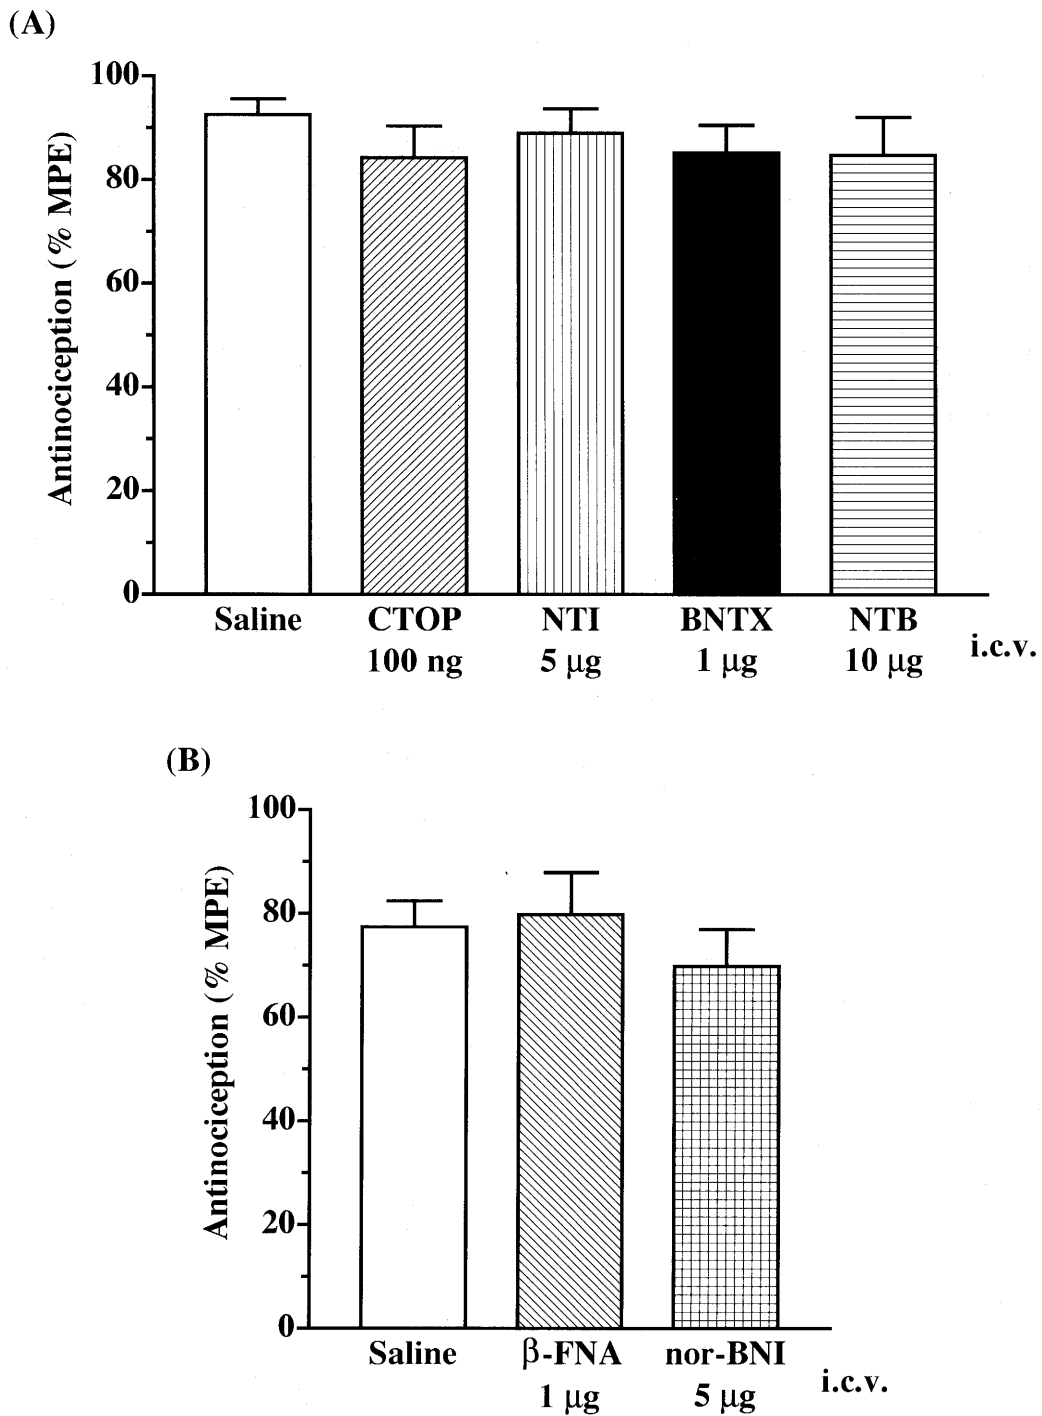 (A)
Antinociception (% MPE)
100
80
60
40
20
0
Saline CTOP NTI BNTX NTB
100 ng 5 μg 1 μg 10 μg
i.c.v.
(B)
Antinociception (% MPE)
100
80
60
40
20
0
Saline β-FNA nor-BNI
1 μg 5 μg
i.c.v.